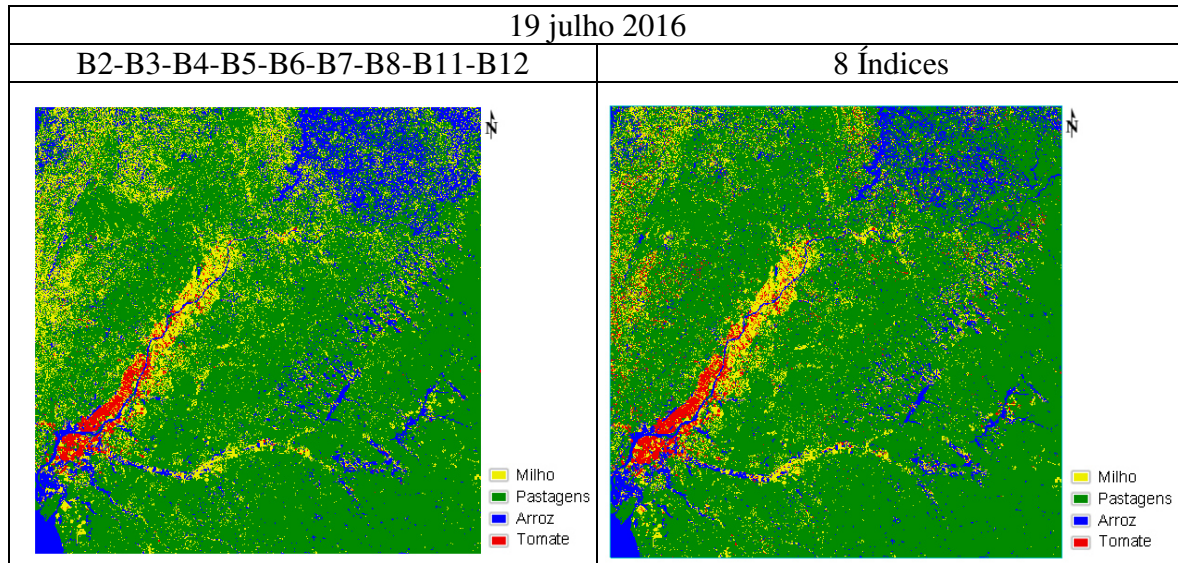 19 julho 2016
B2-B3-B4-B5-B6-B7-B8-B11-B12
8 Índices
N
N
Milho
Pastagens
Arroz
Tomate
Milho
Pastagens
Arroz
Tomate